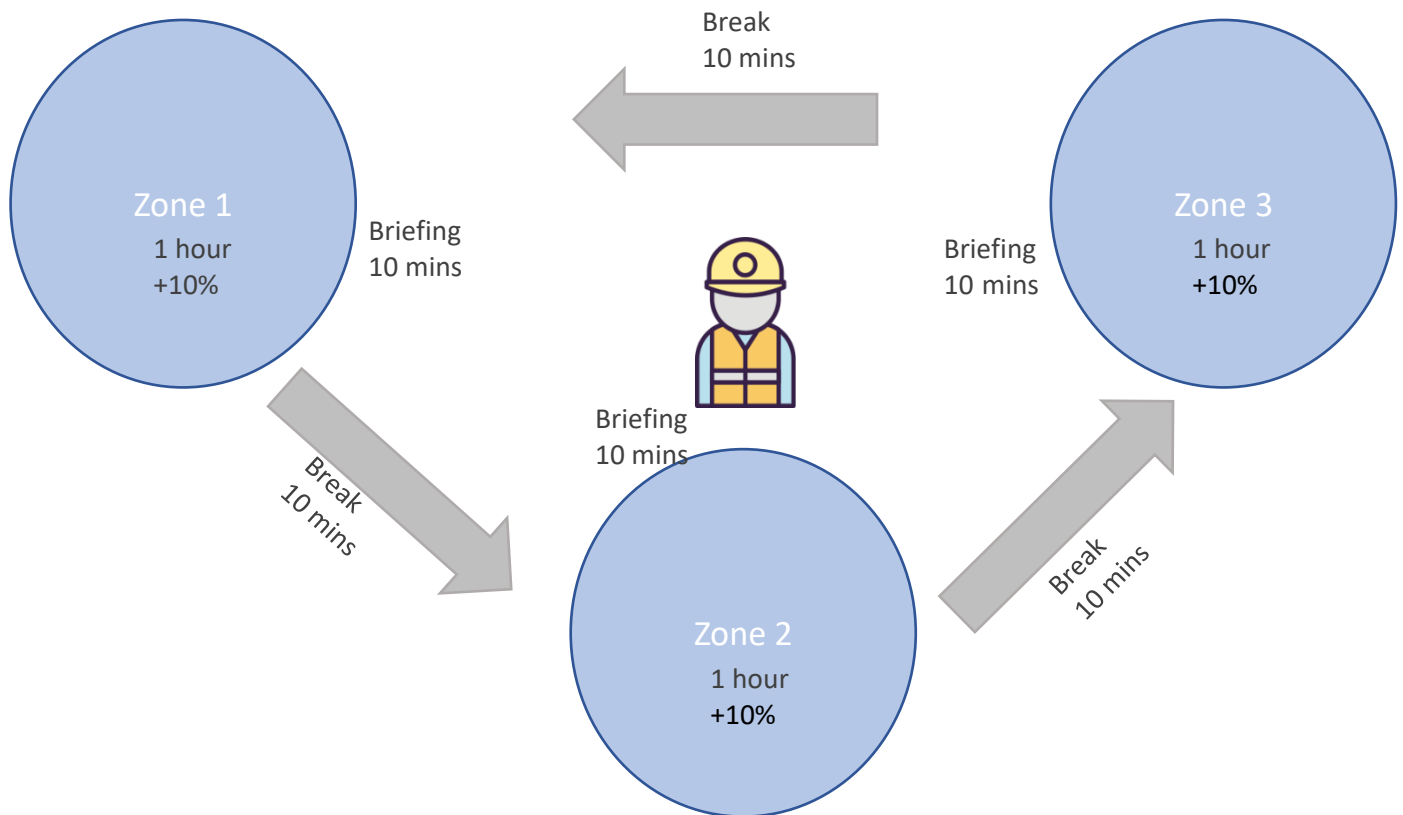 Break
10 mins
Zone 1
1 hour
+10%
Briefing
10 mins
Briefing
10 mins
Zone 3
1 hour
+10%
Briefing
10 mins
Break
10 mins
Zone 2
1 hour
+10%
Break
10 mins